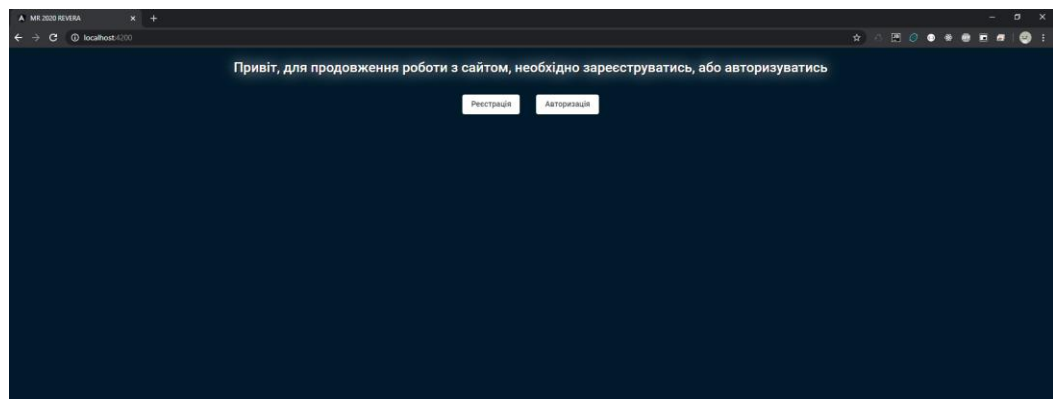 MR 2020 REVERA
localhost:4200
Привіт, для продовження роботи з сайтом, необхідно зареєструватись, або авторизуватись
Реєстрація Авторизація